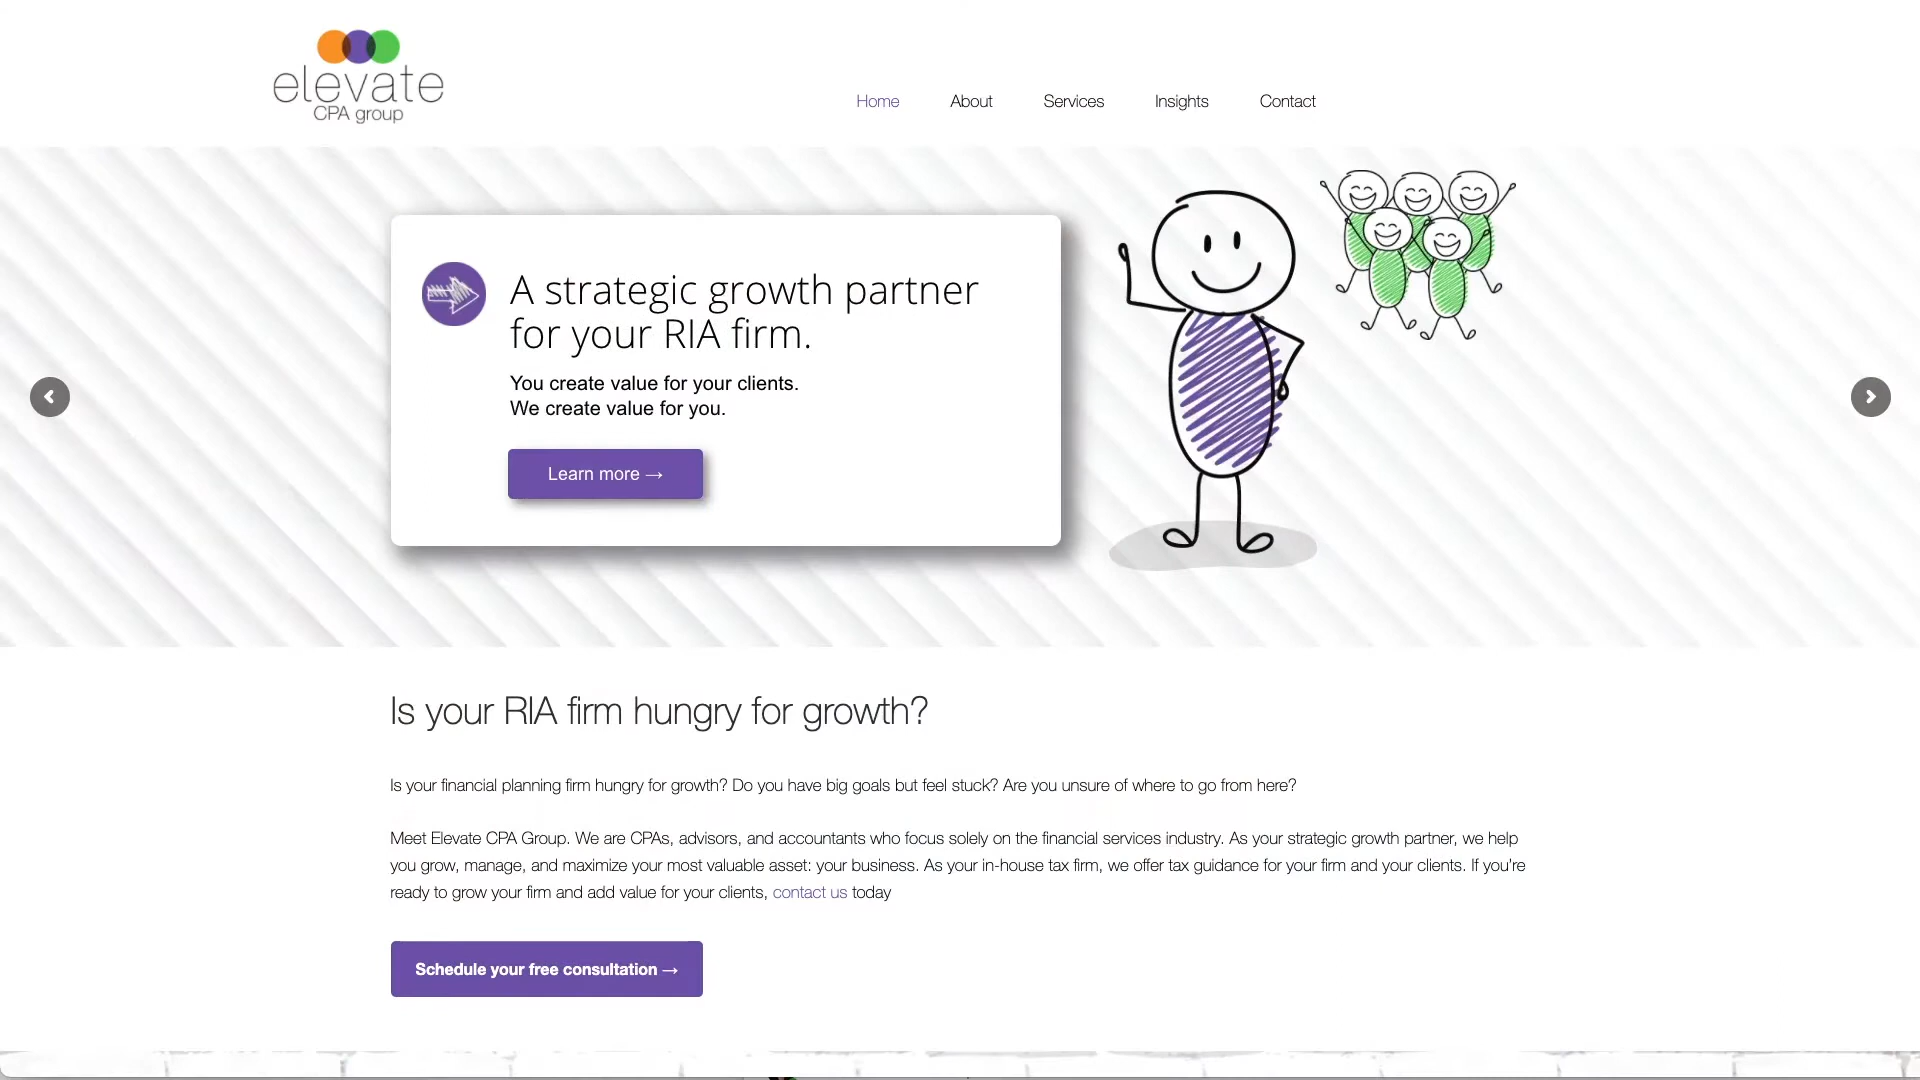 elevate
CPA group
Home
About
Services
Insights
Contact
A strategic growth partner
for your RIA firm.
You create value for your clients.
We create value for you.
Learn more →
Is your RIA firm hungry for growth?
Is your financial planning firm hungry for growth? Do you have big goals but feel stuck? Are you unsure of where to go from here?
Meet Elevate CPA Group. We are CPAs, advisors, and accountants who focus solely on the financial services industry. As your strategic growth partner, we help
you grow, manage, and maximize your most valuable asset: your business. As your in-house tax firm, we offer tax guidance for your firm and your clients. If you're
ready to grow your firm and add value for your clients, contact us today
Schedule your free consultation →